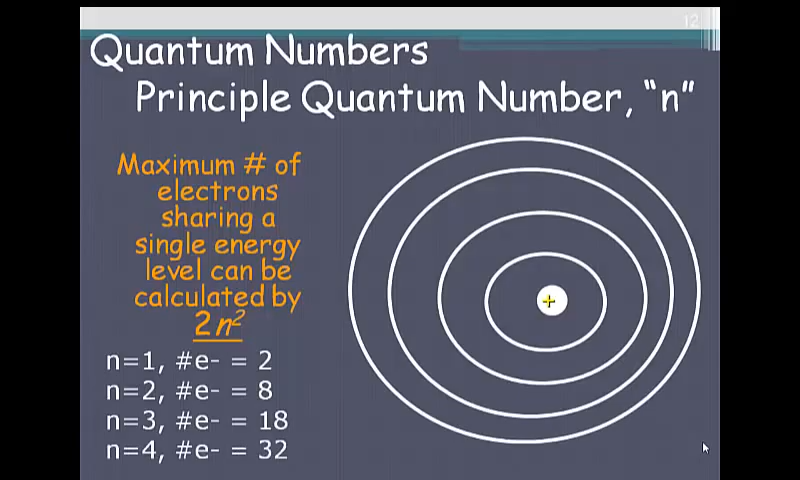 12
Quantum Numbers
Principle Quantum Number, “n”
Maximum # of
electrons
sharing a
single energy
level can be
calculated by
2n²
n=1, #e- = 2
n=2, #e- = 8
n=3, #e- = 18
n=4, #e- = 32
+